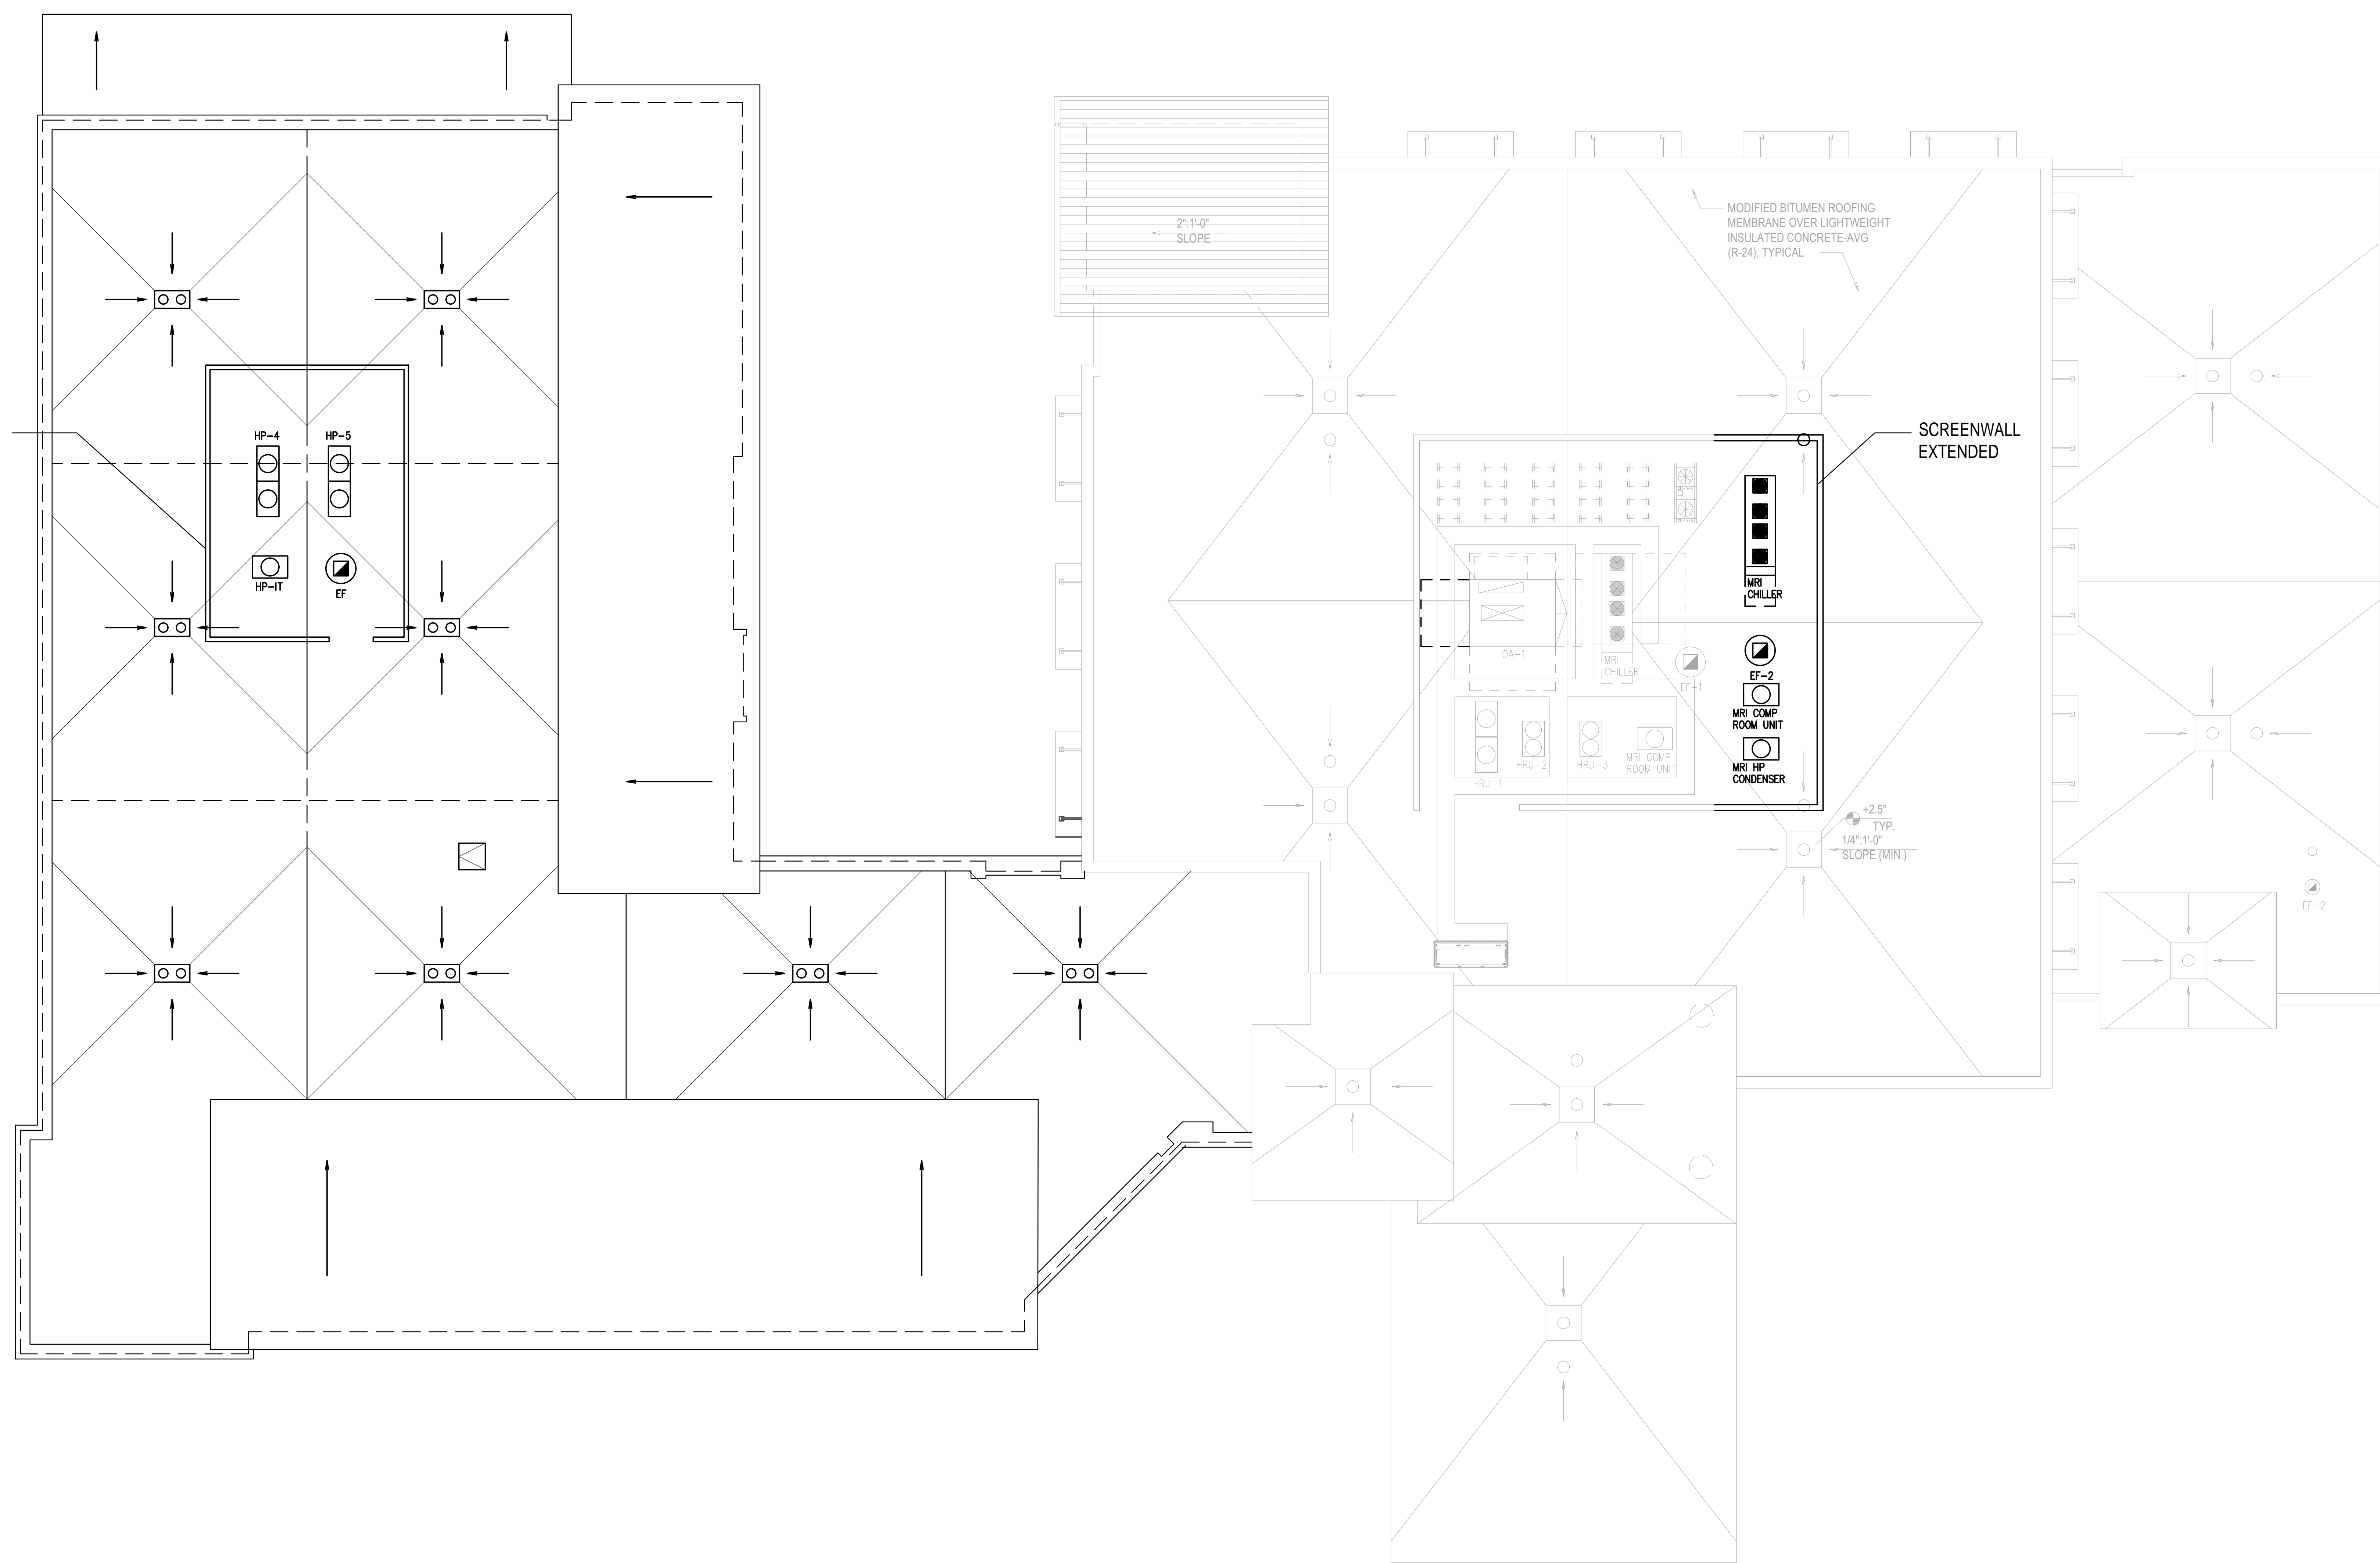 2":1'-0"
SLOPE
MODIFIED BITUMEN ROOFING
MEMBRANE OVER LIGHTWEIGHT
INSULATED CONCRETE-AVG
(R-24), TYPICAL
HP-4
HP-5
HP-IT
EF
SCREENWALL
EXTENDED
MRI
CHILLER
OA-1
MRI
CHILLER
EF-1
EF-2
MRI COMP
ROOM UNIT
MRI HP
CONDENSER
HRU-1
HRU-2
HRU-3
MRI COMP
ROOM UNIT
+2.5"
TYP.
1/4":1'-0"
SLOPE (MIN.)
EF-2